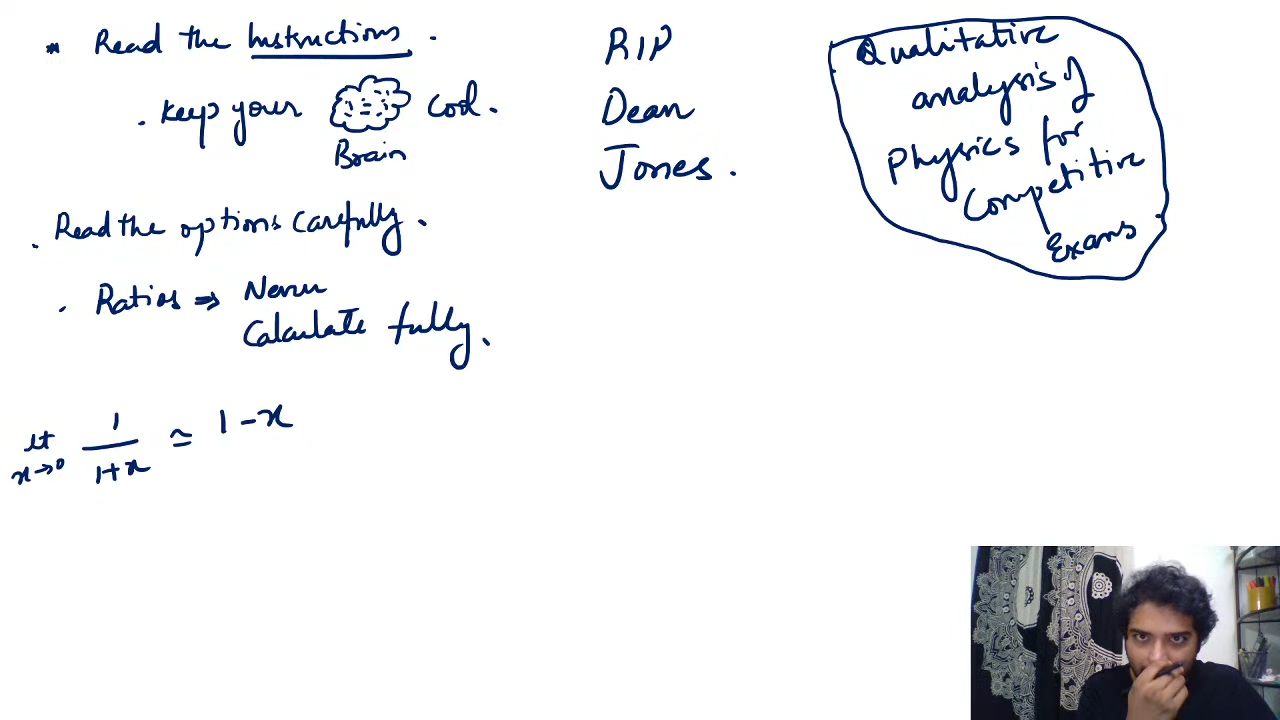 * Read the Instructions .
. Keep your cool.
Brain
. Read the options Carefully.
. Ratios ⇒ Never
Calculate fully.
lt x→0 1/(1+x) ≃ 1-x
RIP
Dean
Jones.
Qualitative
analysis of
Physics for
Competitive
Exams